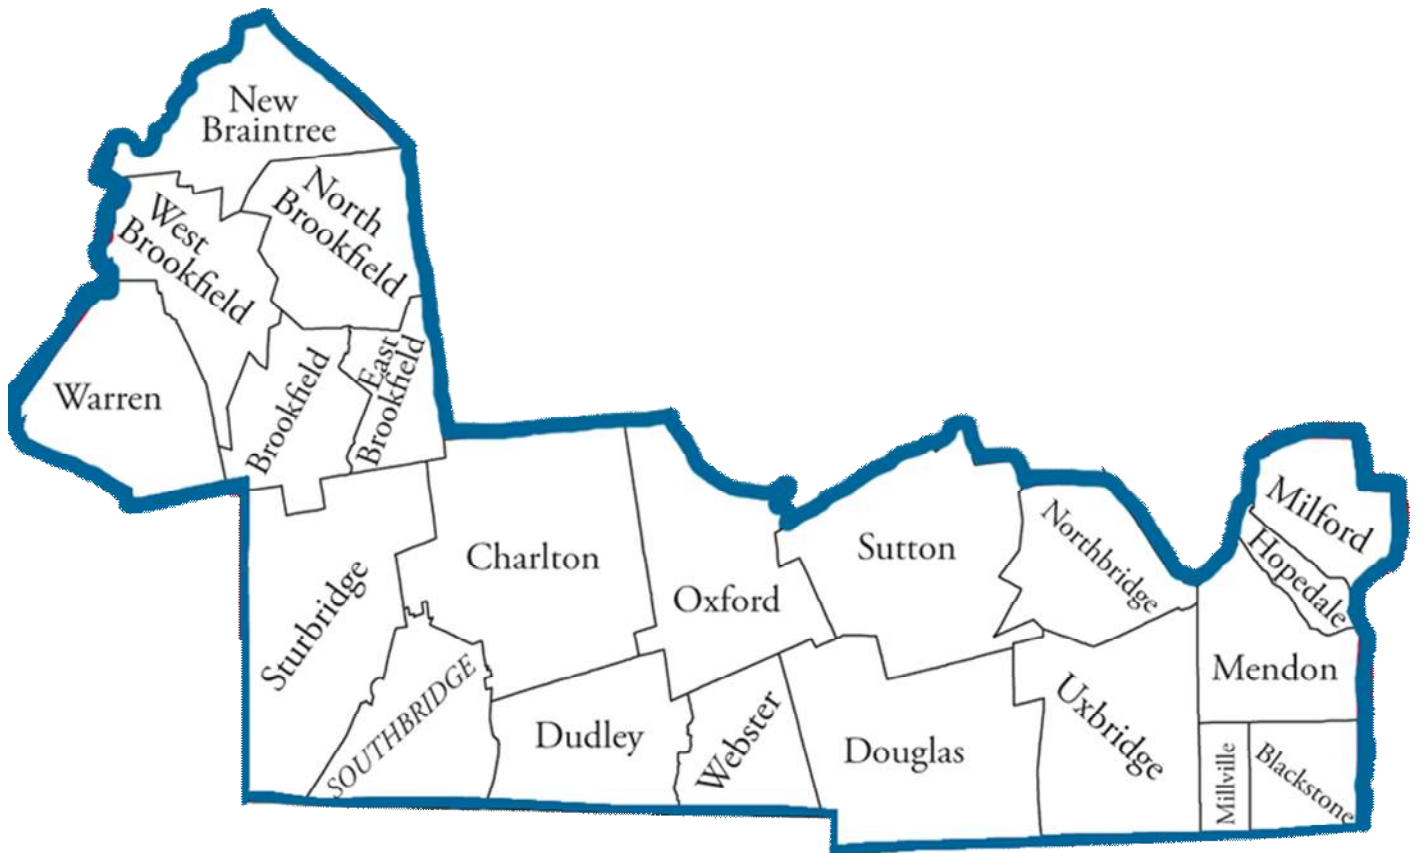 New
Braintree
North
Brookfield
West
Brookfield
Warren
Brookfield
East
Brookfield
Charlton
Sturbridge
SOUTHBRIDGE
Oxford
Dudley
Webster
Sutton
Douglas
Northbridge
Uxbridge
Milford
Hopedale
Mendon
Millville
Blackstone